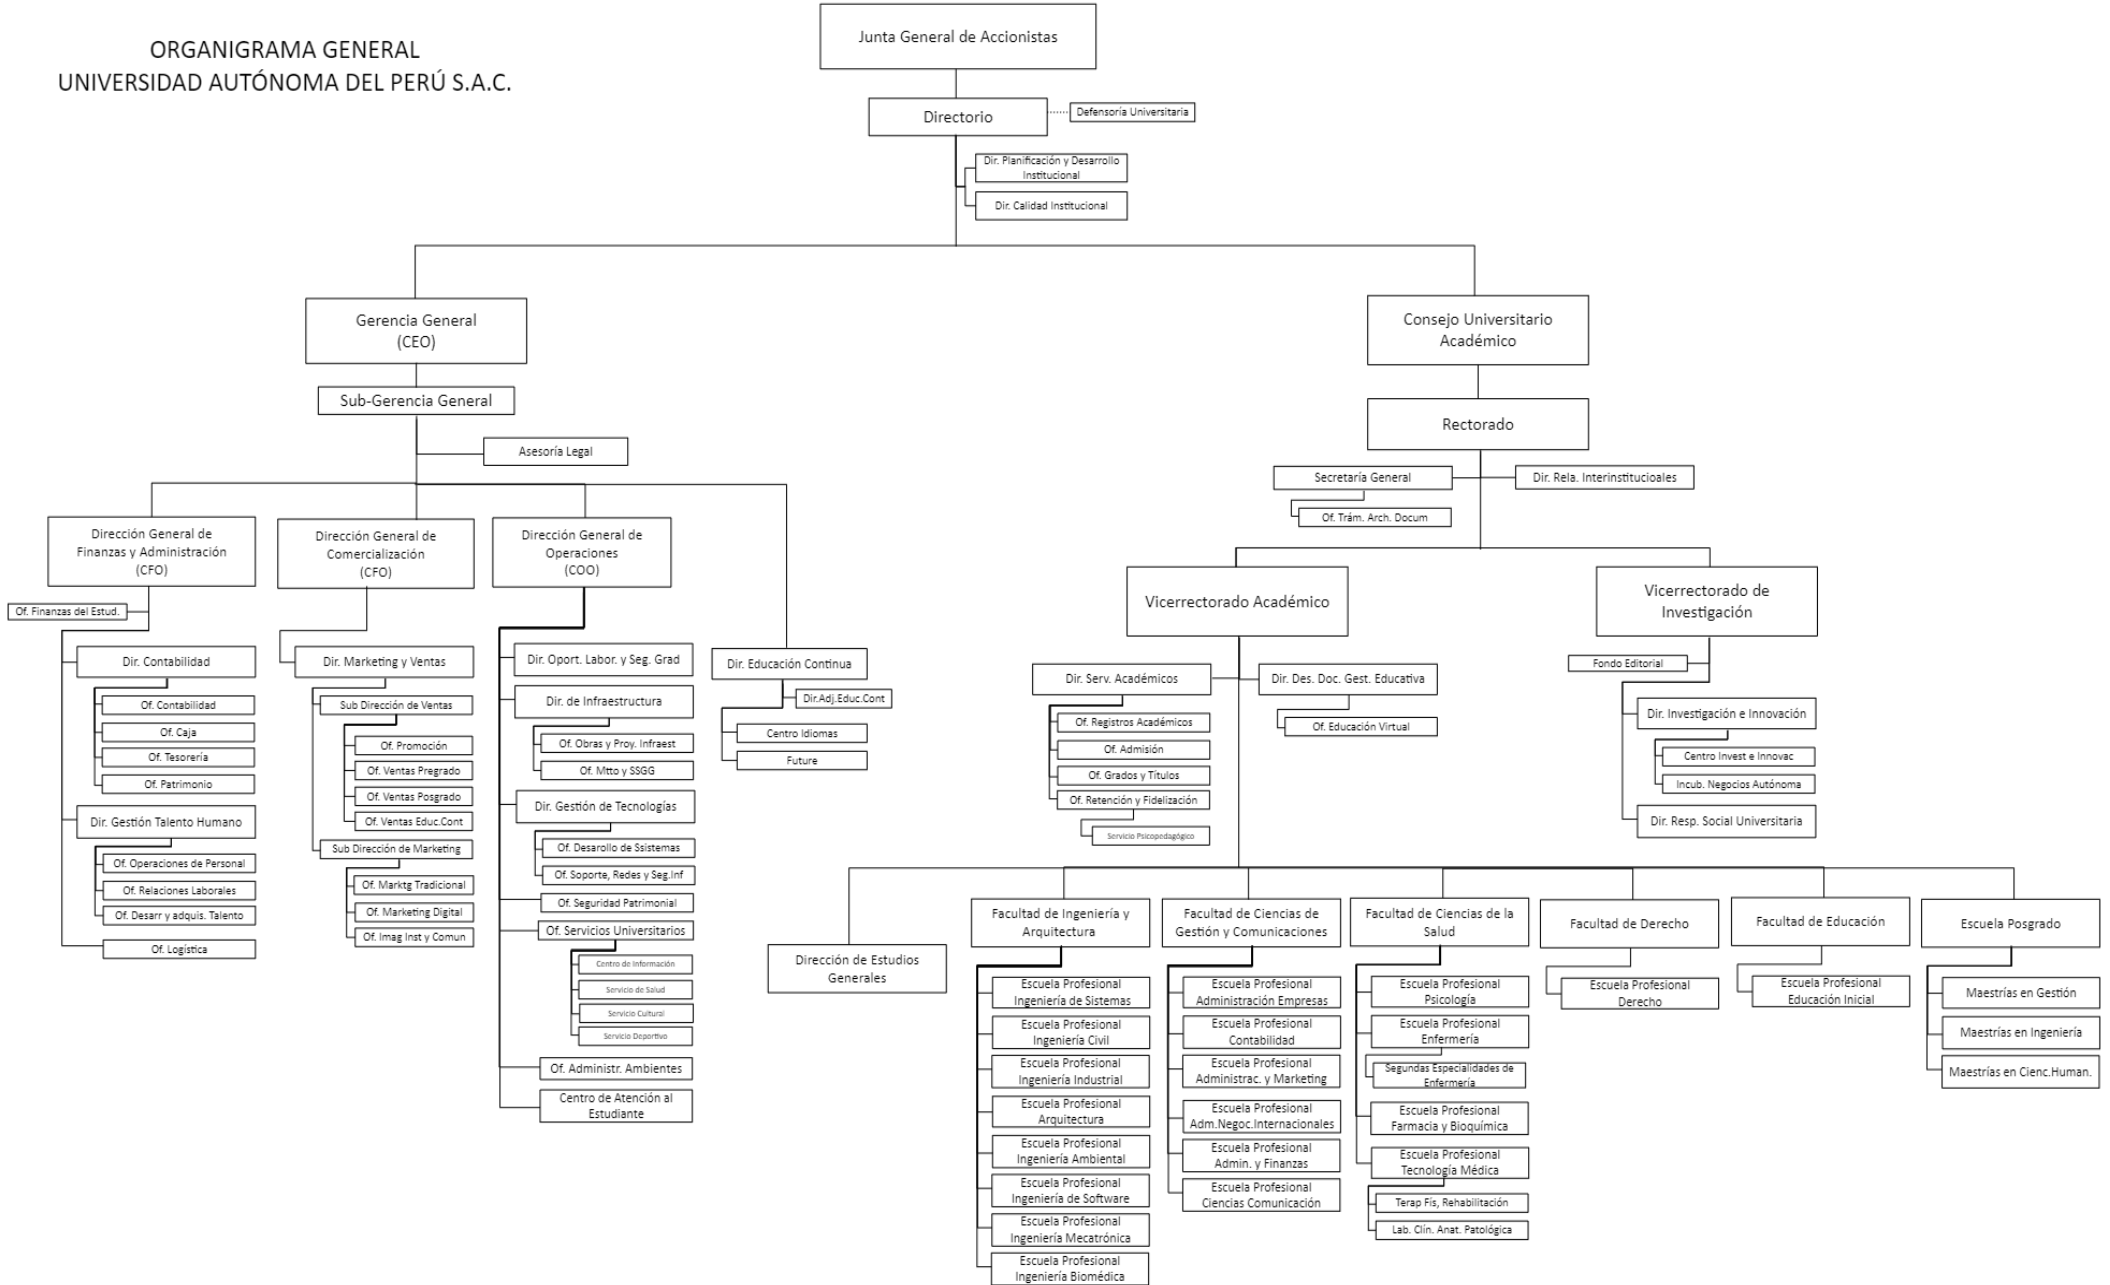 ORGANIGRAMA GENERAL
UNIVERSIDAD AUTÓNOMA DEL PERÚ S.A.C.
Junta General de Accionistas
Directorio
Defensoría Universitaria
Dir. Planificación y Desarrollo
Institucional
Dir. Calidad Institucional
Gerencia General
(CEO)
Sub-Gerencia General
Asesoría Legal
Dirección General de
Finanzas y Administración
(CFO)
Of. Finanzas del Estud.
Dir. Contabilidad
Of. Contabilidad
Of. Caja
Of. Tesorería
Of. Patrimonio
Dir. Gestión Talento Humano
Of. Operaciones de Personal
Of. Relaciones Laborales
Of. Desarr y adquis. Talento
Of. Logística
Dirección General de
Comercialización
(CFO)
Dir. Marketing y Ventas
Sub Dirección de Ventas
Of. Promoción
Of. Ventas Pregrado
Of. Ventas Posgrado
Of. Ventas Educ.Cont
Sub Dirección de Marketing
Of. Marktg Tradicional
Of. Marketing Digital
Of. Imag Inst y Comun
Dirección General de
Operaciones
(COO)
Dir. Oport. Labor. y Seg. Grad
Dir. de Infraestructura
Of. Obras y Proy. Infraest
Of. Mtto y SSGG
Dir. Gestión de Tecnologías
Of. Desarollo de Ssistemas
Of. Soporte, Redes y Seg.Inf
Of. Seguridad Patrimonial
Of. Servicios Universitarios
Centro de Información
Servicio de Salud
Servicio Cultural
Servicio Deportivo
Of. Administr. Ambientes
Centro de Atención al
Estudiante
Dir. Educación Continua
Dir.Adj.Educ.Cont
Centro Idiomas
Future
Consejo Universitario
Académico
Rectorado
Secretaría General
Of. Trám. Arch. Docum
Dir. Rela. Interinstitucioales
Vicerrectorado Académico
Dir. Serv. Académicos
Of. Registros Académicos
Of. Admisión
Of. Grados y Títulos
Of. Retención y Fidelización
Servicio Psicopedagógico
Dir. Des. Doc. Gest. Educativa
Of. Educación Virtual
Vicerrectorado de
Investigación
Fondo Editorial
Dir. Investigación e Innovación
Centro Invest e Innovac
Incub. Negocios Autónoma
Dir. Resp. Social Universitaria
Dirección de Estudios
Generales
Facultad de Ingeniería y
Arquitectura
Escuela Profesional
Ingeniería de Sistemas
Escuela Profesional
Ingeniería Civil
Escuela Profesional
Ingeniería Industrial
Escuela Profesional
Arquitectura
Escuela Profesional
Ingeniería Ambiental
Escuela Profesional
Ingeniería de Software
Escuela Profesional
Ingeniería Mecatrónica
Escuela Profesional
Ingeniería Biomédica
Facultad de Ciencias de
Gestión y Comunicaciones
Escuela Profesional
Administración Empresas
Escuela Profesional
Contabilidad
Escuela Profesional
Administrac. y Marketing
Escuela Profesional
Adm.Negoc.Internacionales
Escuela Profesional
Admin. y Finanzas
Escuela Profesional
Ciencias Comunicación
Facultad de Ciencias de la
Salud
Escuela Profesional
Psicología
Escuela Profesional
Enfermería
Segundas Especialidades de
Enfermería
Escuela Profesional
Farmacia y Bioquímica
Escuela Profesional
Tecnología Médica
Terap Fís, Rehabilitación
Lab. Clín. Anat. Patológica
Facultad de Derecho
Escuela Profesional
Derecho
Facultad de Educación
Escuela Profesional
Educación Inicial
Escuela Posgrado
Maestrías en Gestión
Maestrías en Ingeniería
Maestrías en Cienc.Human.